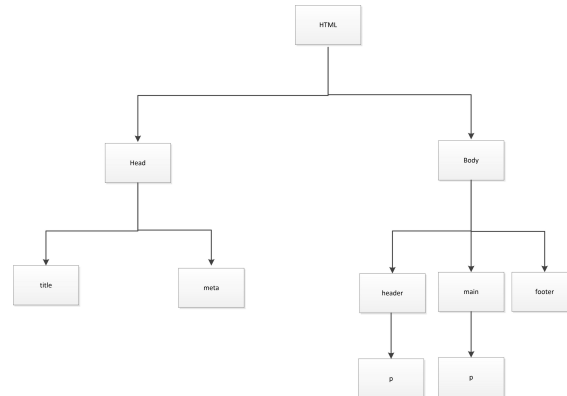 HTML
Head
Body
title
meta
header
main
footer
p
p